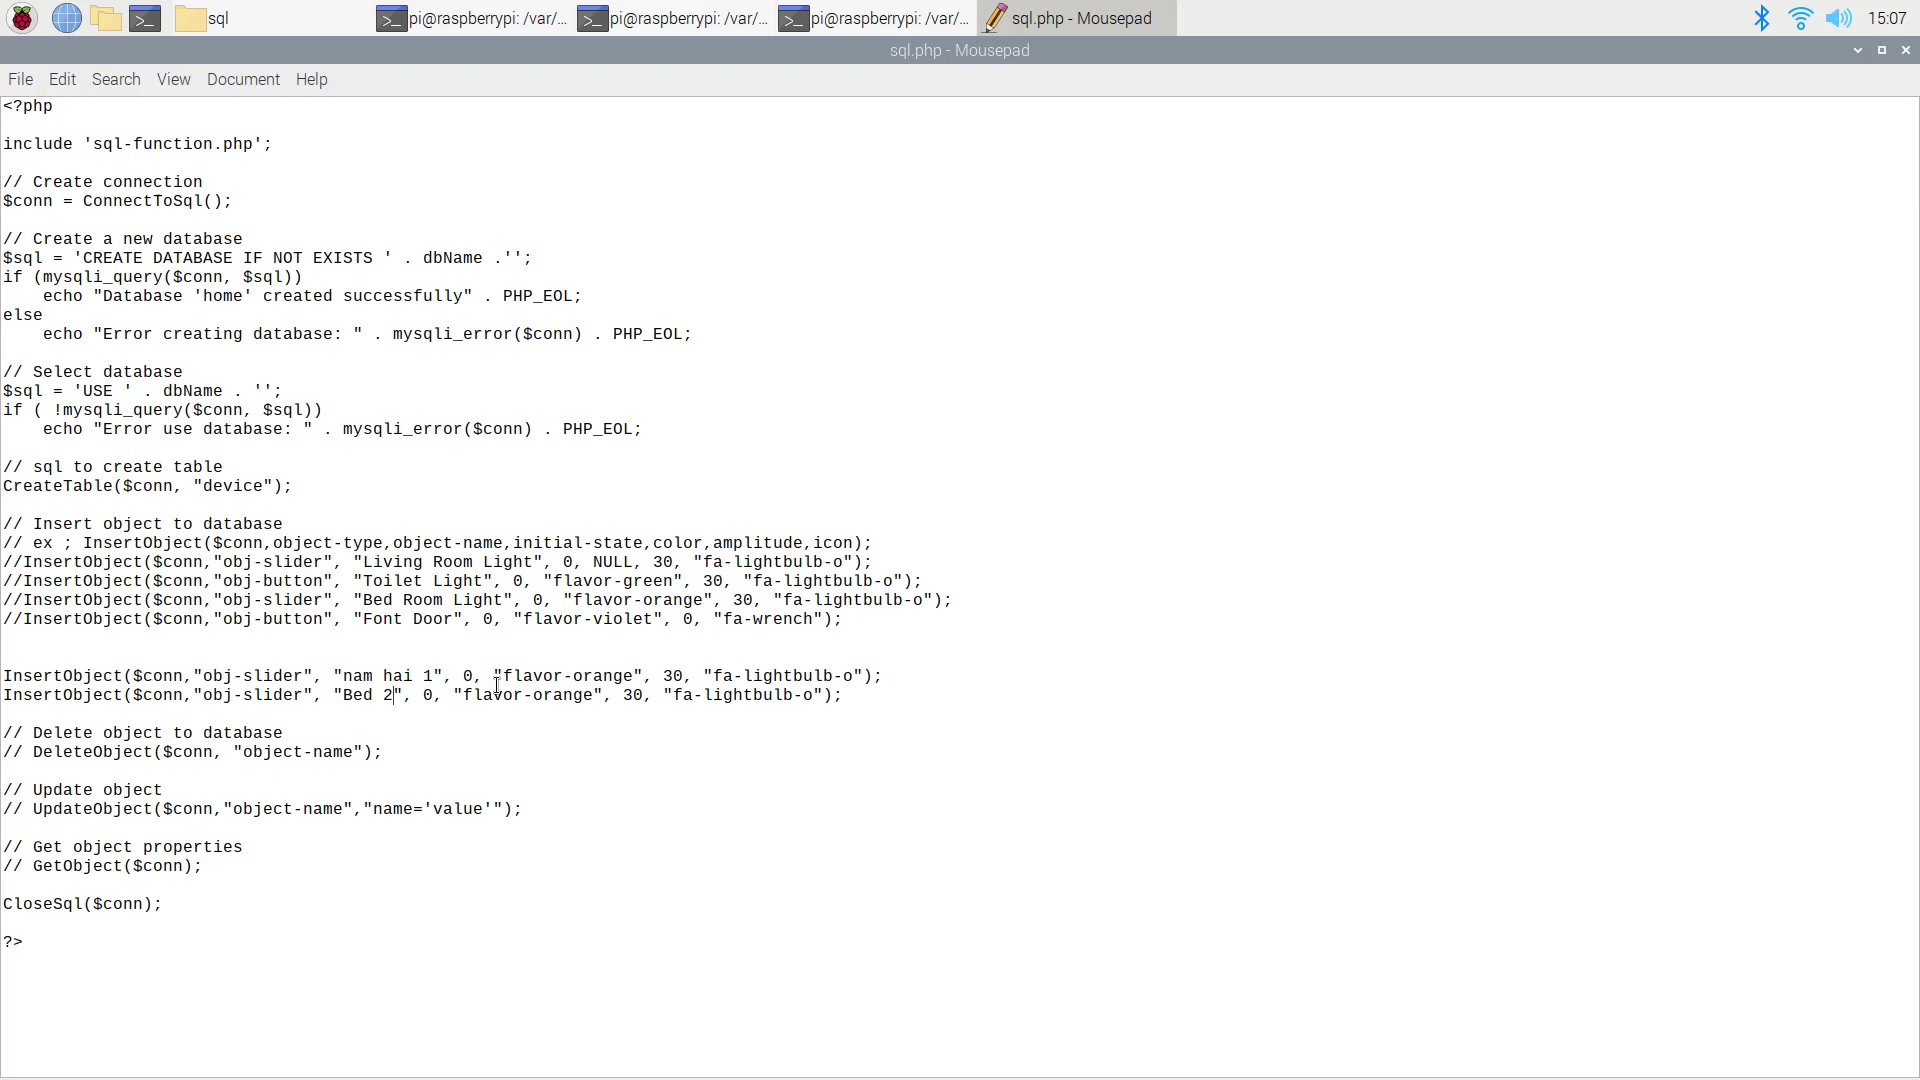 sql
pi@raspberrypi: /var/...
pi@raspberrypi: /var/...
pi@raspberrypi: /var/...
sql.php - Mousepad
15:07
sql.php - Mousepad
File Edit Search View Document Help
<?php
include 'sql-function.php';
// Create connection
$conn = ConnectToSql();
// Create a new database
$sql = 'CREATE DATABASE IF NOT EXISTS ' . dbName .'';
if (mysqli_query($conn, $sql))
    echo "Database 'home' created successfully" . PHP_EOL;
else
    echo "Error creating database: " . mysqli_error($conn) . PHP_EOL;
// Select database
$sql = 'USE ' . dbName . '';
if ( !mysqli_query($conn, $sql))
    echo "Error use database: " . mysqli_error($conn) . PHP_EOL;
// sql to create table
CreateTable($conn, "device");
// Insert object to database
// ex ; InsertObject($conn,object-type,object-name,initial-state,color,amplitude,icon);
//InsertObject($conn,"obj-slider", "Living Room Light", 0, NULL, 30, "fa-lightbulb-o");
//InsertObject($conn,"obj-button", "Toilet Light", 0, "flavor-green", 30, "fa-lightbulb-o");
//InsertObject($conn,"obj-slider", "Bed Room Light", 0, "flavor-orange", 30, "fa-lightbulb-o");
//InsertObject($conn,"obj-button", "Font Door", 0, "flavor-violet", 0, "fa-wrench");
InsertObject($conn,"obj-slider", "nam hai 1", 0, "flavor-orange", 30, "fa-lightbulb-o");
InsertObject($conn,"obj-slider", "Bed 2", 0, "flavor-orange", 30, "fa-lightbulb-o");
// Delete object to database
// DeleteObject($conn, "object-name");
// Update object
// UpdateObject($conn,"object-name","name='value'");
// Get object properties
// GetObject($conn);
CloseSql($conn);
?>